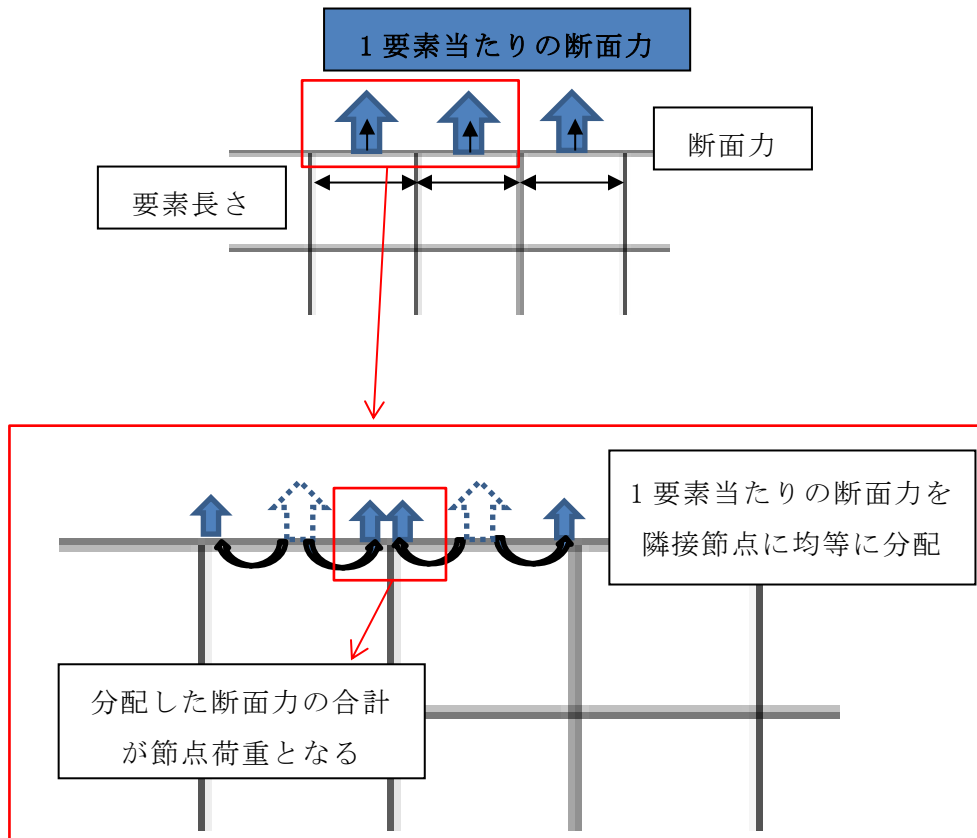 1要素当たりの断面力
断面力
要素長さ
1要素当たりの断面力を
隣接節点に均等に分配
分配した断面力の合計
が節点荷重となる